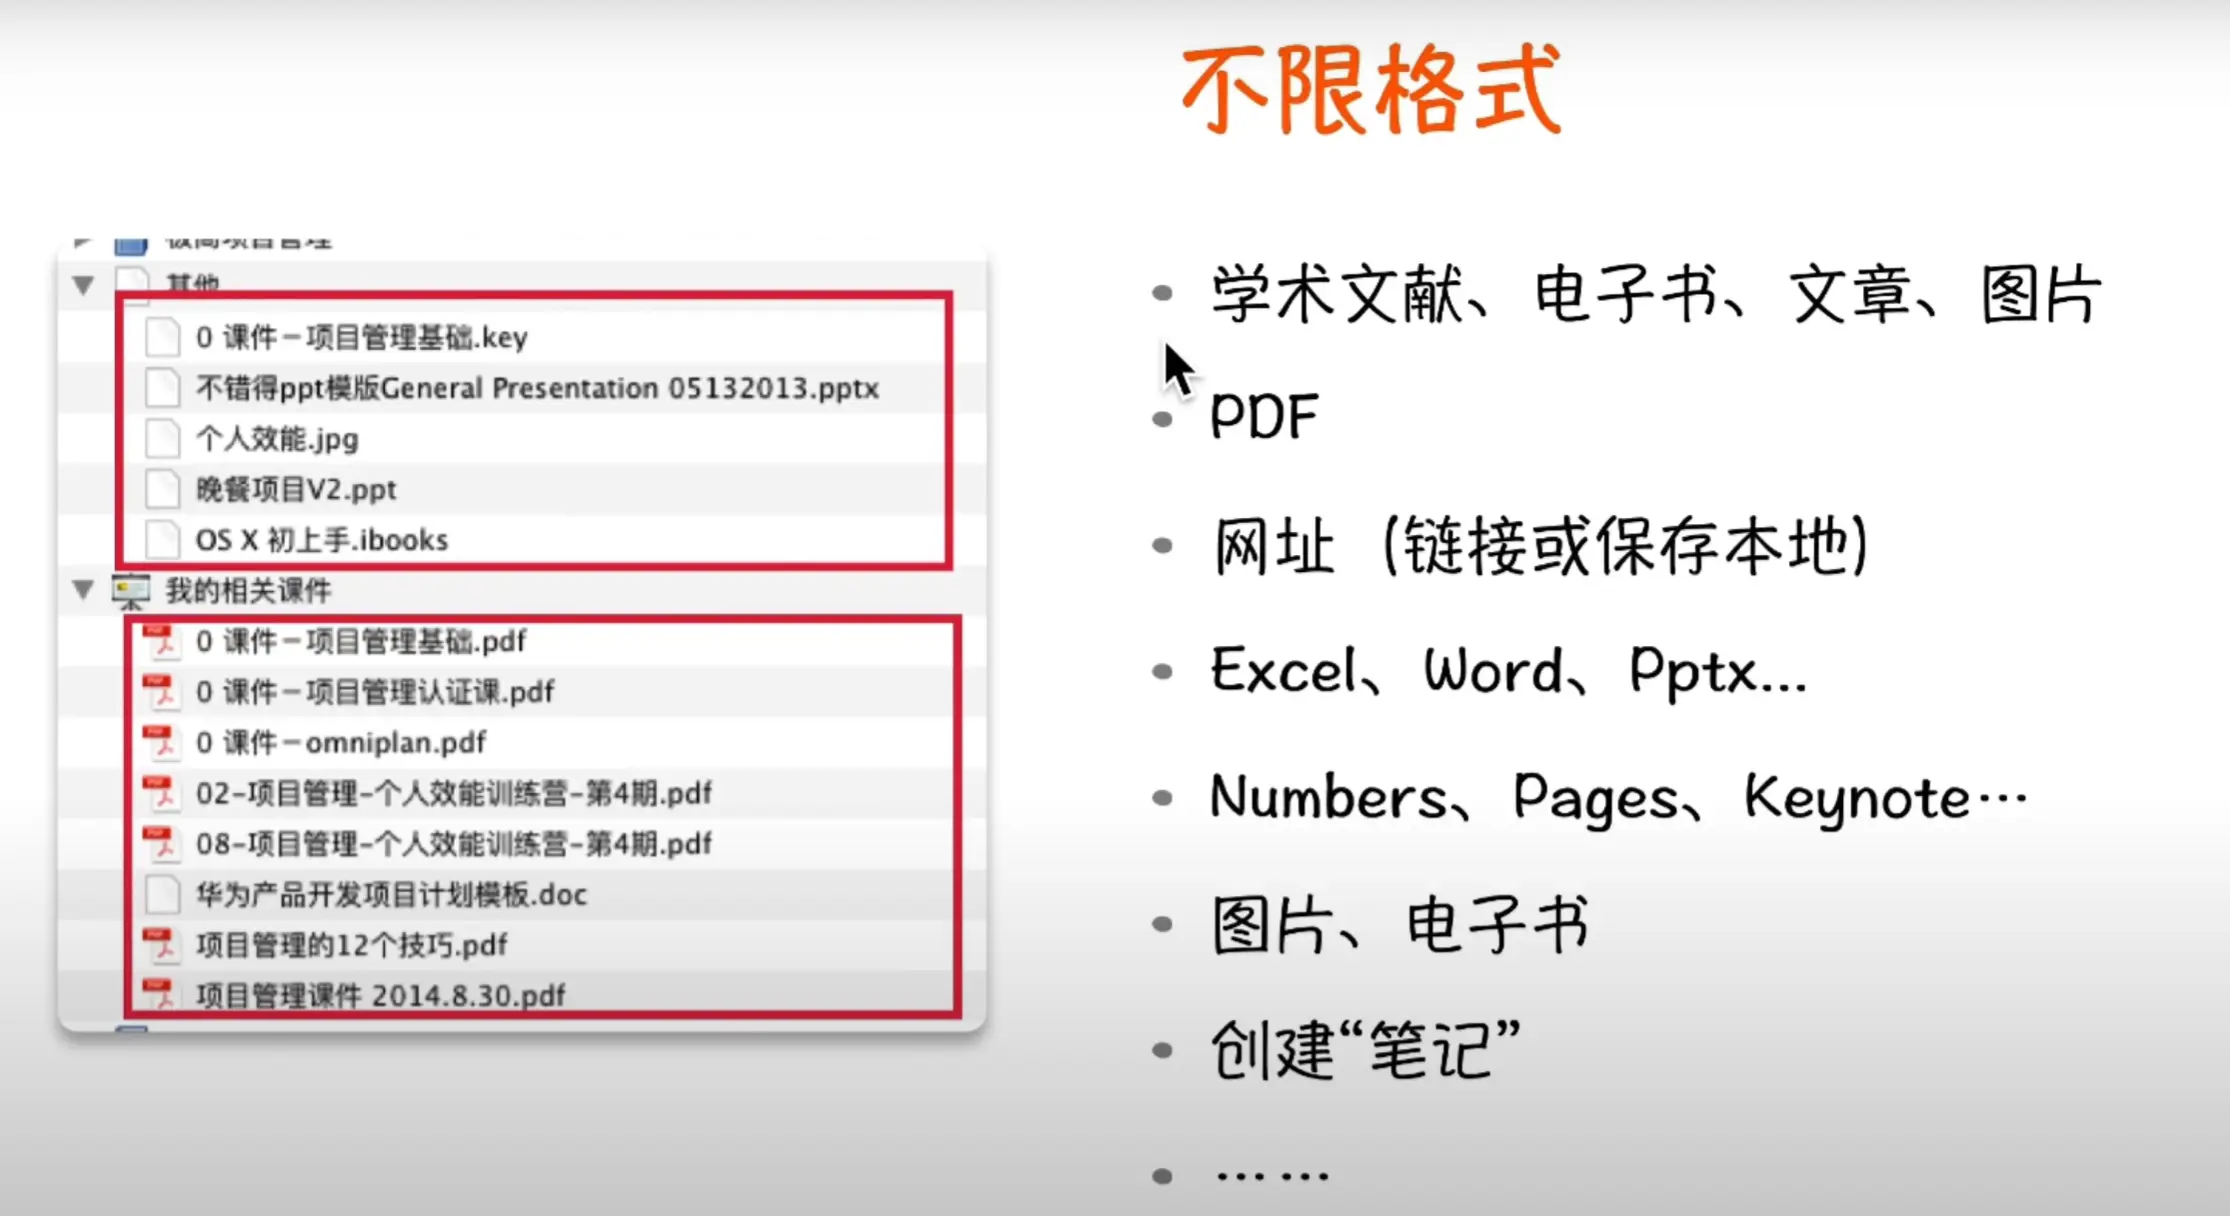 不限格式
其他
0 课件－项目管理基础.key
不错得ppt模版General Presentation 05132013.pptx
个人效能.jpg
晚餐项目V2.ppt
OS X 初上手.ibooks
我的相关课件
0 课件－项目管理基础.pdf
0 课件－项目管理认证课.pdf
0 课件－omniplan.pdf
02-项目管理-个人效能训练营-第4期.pdf
08-项目管理-个人效能训练营-第4期.pdf
华为产品开发项目计划模板.doc
项目管理的12个技巧.pdf
项目管理课件 2014.8.30.pdf
• 学术文献、电子书、文章、图片
• PDF
• 网址（链接或保存本地）
• Excel、Word、Pptx...
• Numbers、Pages、Keynote…
• 图片、电子书
• 创建“笔记”
• ……